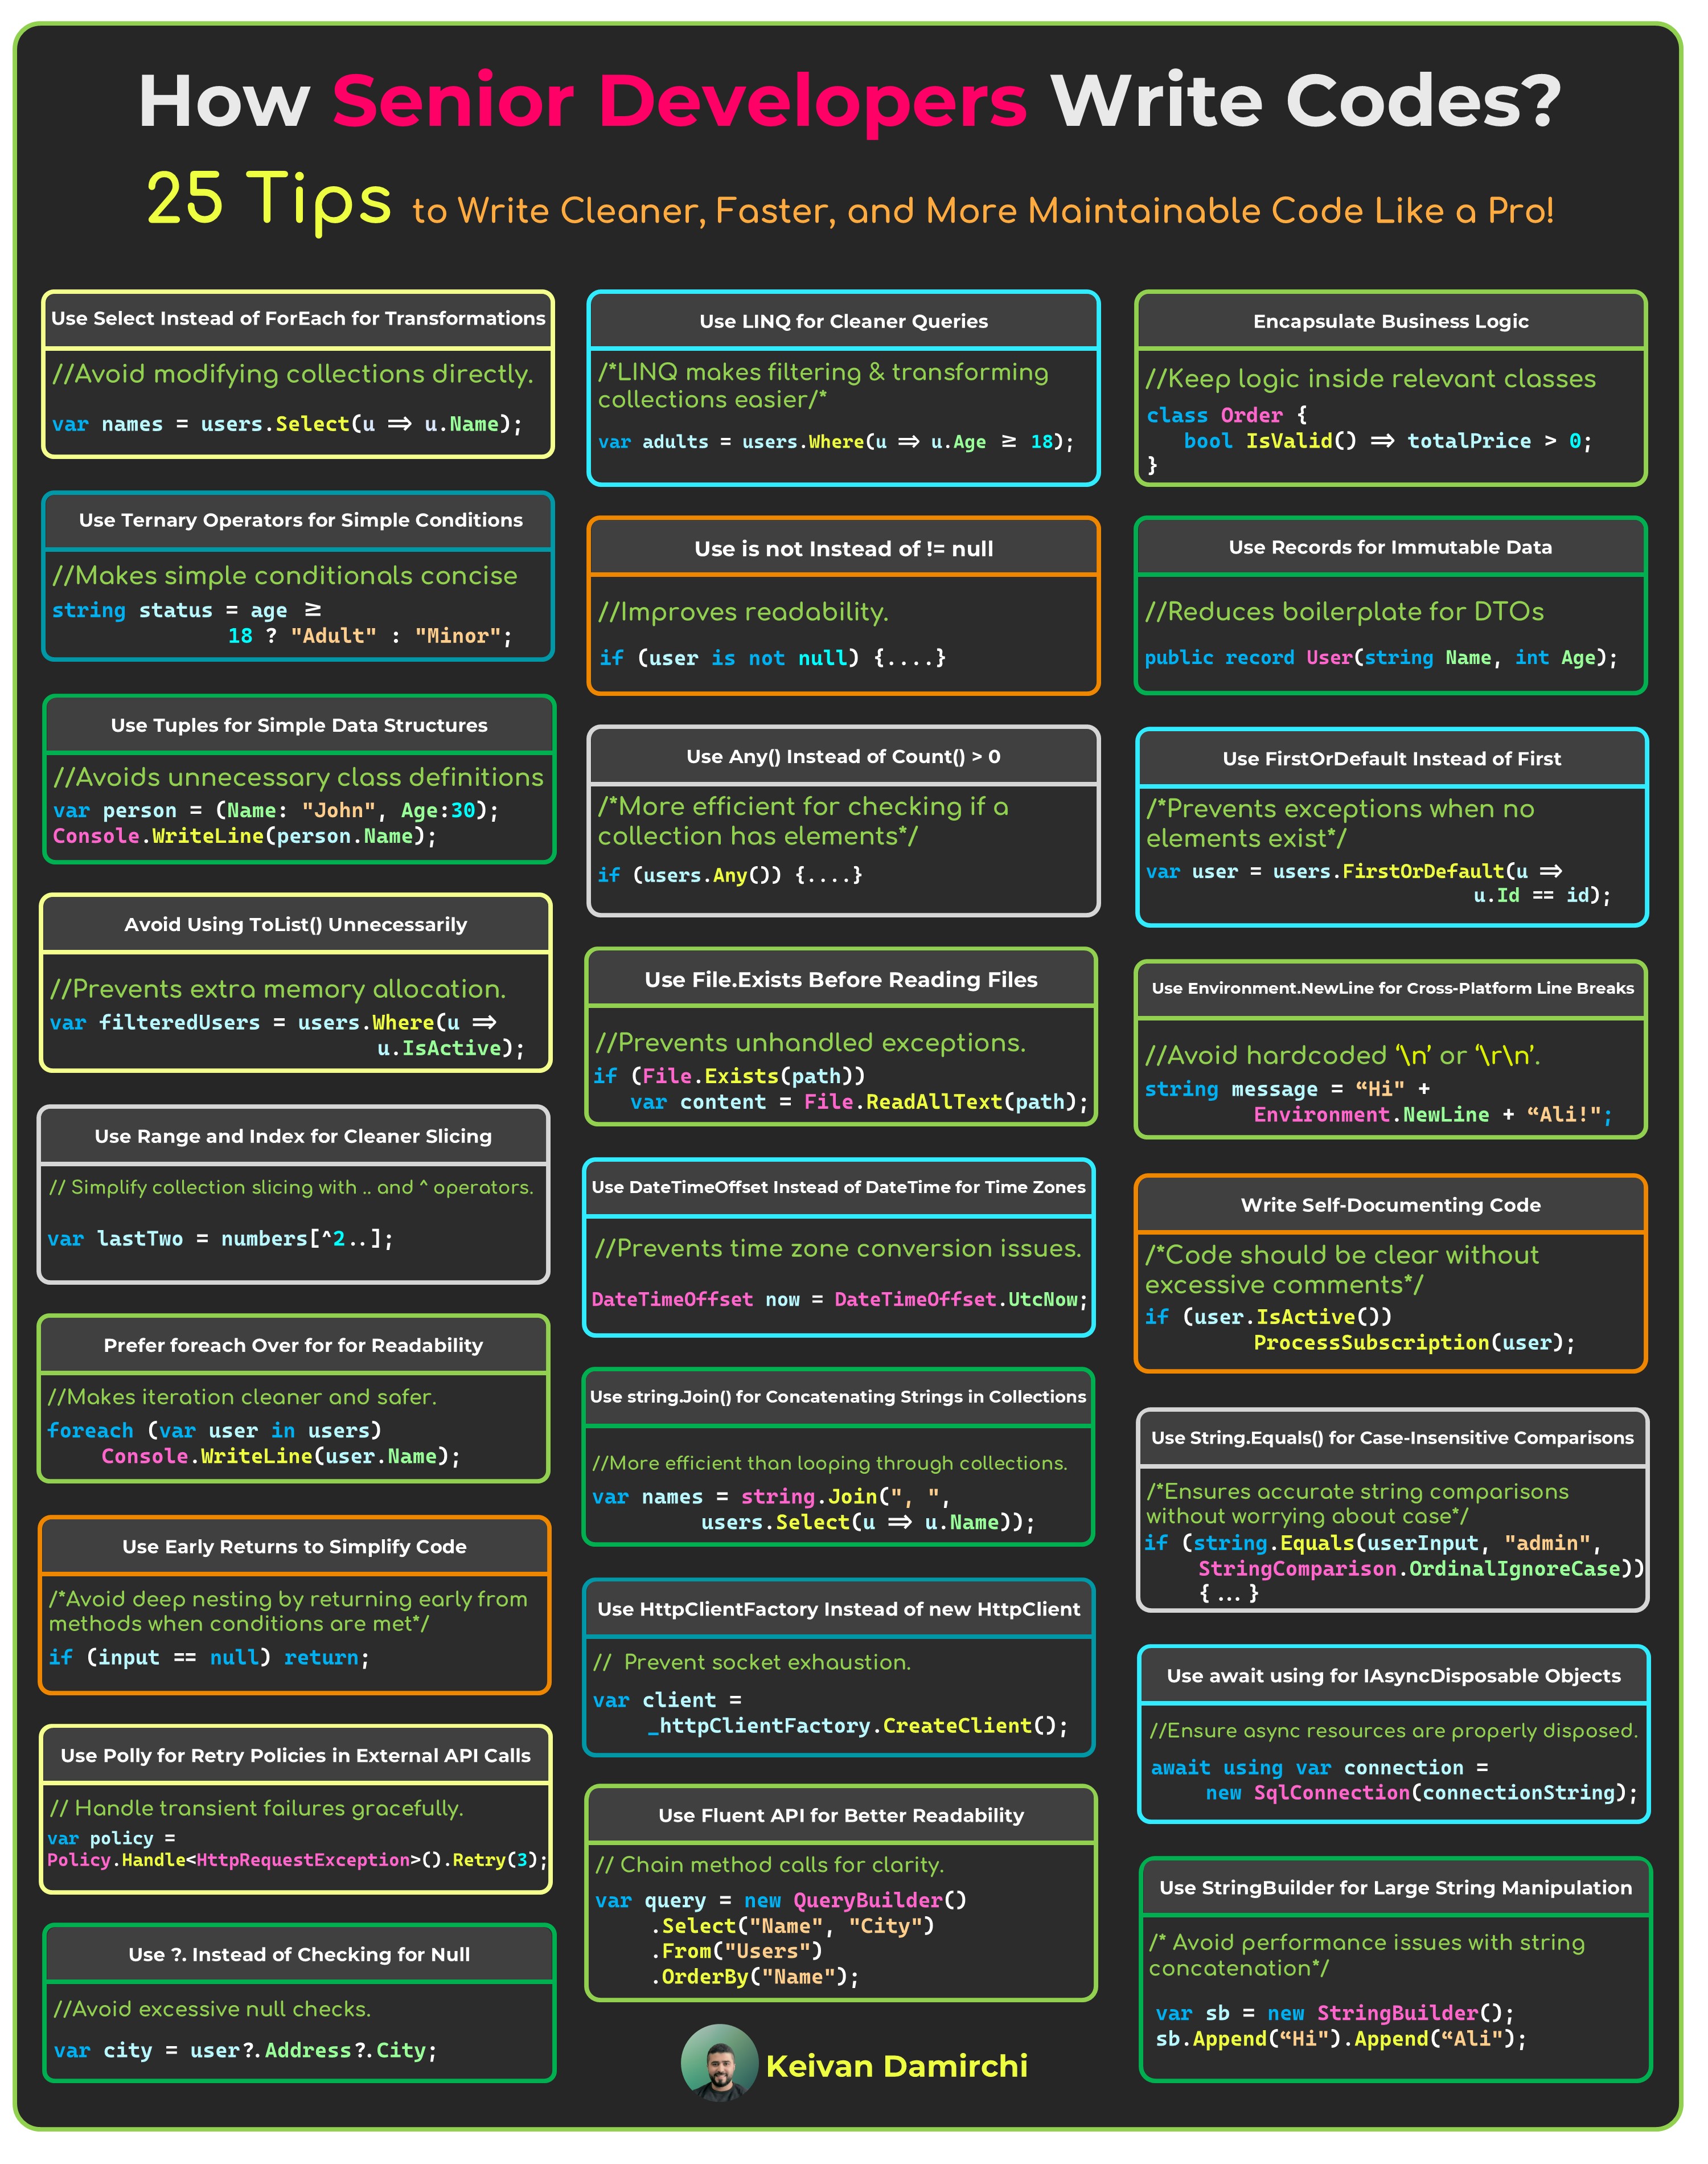 How Senior Developers Write Codes?
25 Tips to Write Cleaner, Faster, and More Maintainable Code Like a Pro!
Use Select Instead of ForEach for Transformations
//Avoid modifying collections directly.
var names = users.Select(u => u.Name);
Use Ternary Operators for Simple Conditions
//Makes simple conditionals concise
string status = age ≥
18 ? "Adult" : "Minor";
Use Tuples for Simple Data Structures
//Avoids unnecessary class definitions
var person = (Name: "John", Age:30);
Console.WriteLine(person.Name);
Avoid Using ToList() Unnecessarily
//Prevents extra memory allocation.
var filteredUsers = users.Where(u =>
u.IsActive);
Use Range and Index for Cleaner Slicing
// Simplify collection slicing with .. and ^ operators.
var lastTwo = numbers[^2..];
Prefer foreach Over for for Readability
//Makes iteration cleaner and safer.
foreach (var user in users)
Console.WriteLine(user.Name);
Use Early Returns to Simplify Code
/*Avoid deep nesting by returning early from
methods when conditions are met*/
if (input == null) return;
Use Polly for Retry Policies in External API Calls
// Handle transient failures gracefully.
var policy =
Policy.Handle<HttpRequestException>().Retry(3);
Use ?. Instead of Checking for Null
//Avoid excessive null checks.
var city = user?.Address?.City;
Use LINQ for Cleaner Queries
/*LINQ makes filtering & transforming
collections easier/*
var adults = users.Where(u => u.Age ≥ 18);
Use is not Instead of != null
//Improves readability.
if (user is not null) {....}
Use Any() Instead of Count() > 0
/*More efficient for checking if a
collection has elements*/
if (users.Any()) {....}
Use File.Exists Before Reading Files
//Prevents unhandled exceptions.
if (File.Exists(path))
var content = File.ReadAllText(path);
Use DateTimeOffset Instead of DateTime for Time Zones
//Prevents time zone conversion issues.
DateTimeOffset now = DateTimeOffset.UtcNow;
Use string.Join() for Concatenating Strings in Collections
//More efficient than looping through collections.
var names = string.Join(", ",
users.Select(u => u.Name));
Use HttpClientFactory Instead of new HttpClient
// Prevent socket exhaustion.
var client =
_httpClientFactory.CreateClient();
Use Fluent API for Better Readability
// Chain method calls for clarity.
var query = new QueryBuilder()
.Select("Name", "City")
.From("Users")
.OrderBy("Name");
Keivan Damirchi
Encapsulate Business Logic
//Keep logic inside relevant classes
class Order {
bool IsValid() => totalPrice > 0;
}
Use Records for Immutable Data
//Reduces boilerplate for DTOs
public record User(string Name, int Age);
Use FirstOrDefault Instead of First
/*Prevents exceptions when no
elements exist*/
var user = users.FirstOrDefault(u =>
u.Id == id);
Use Environment.NewLine for Cross-Platform Line Breaks
//Avoid hardcoded ‘\n’ or ‘\r\n’.
string message = “Hi" +
Environment.NewLine + “Ali!";
Write Self-Documenting Code
/*Code should be clear without
excessive comments*/
if (user.IsActive())
ProcessSubscription(user);
Use String.Equals() for Case-Insensitive Comparisons
/*Ensures accurate string comparisons
without worrying about case*/
if (string.Equals(userInput, "admin",
StringComparison.OrdinalIgnoreCase))
{ ... }
Use await using for IAsyncDisposable Objects
//Ensure async resources are properly disposed.
await using var connection =
new SqlConnection(connectionString);
Use StringBuilder for Large String Manipulation
/* Avoid performance issues with string
concatenation*/
var sb = new StringBuilder();
sb.Append(“Hi").Append(“Ali");